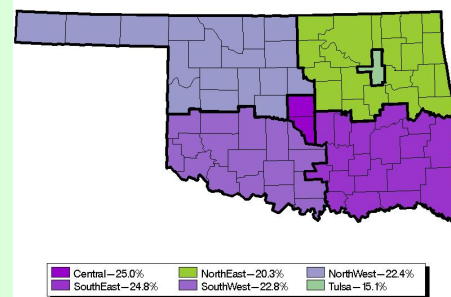 Central—25.0% NorthEast—20.3% NorthWest—22.4%
SouthEast—24.8% SouthWest—22.8% Tulsa—15.1%